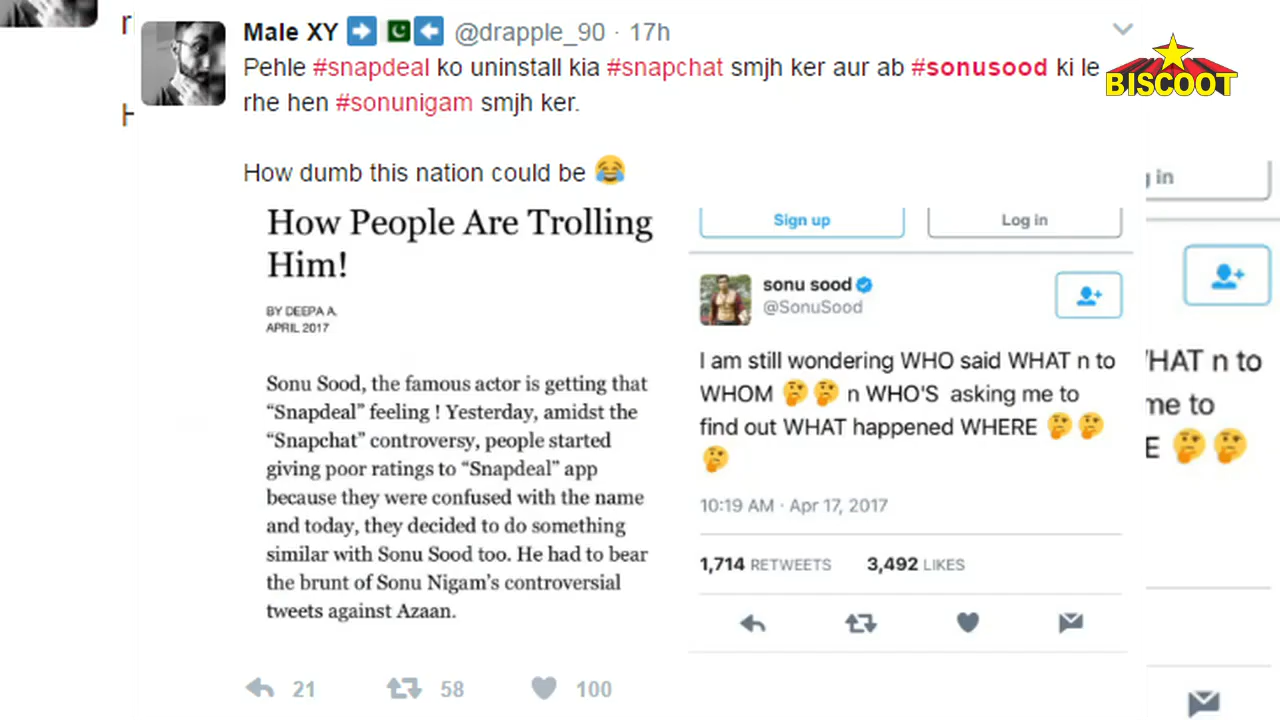 Male XY ➡️ 🇵🇰 ⬅️ @drapple_90 · 17h
Pehle #snapdeal ko uninstall kia #snapchat smjh ker aur ab #sonusood ki le
rhe hen #sonunigam smjh ker.
How dumb this nation could be 😂
BISCOOT
How People Are Trolling
Him!
BY DEEPA A.
APRIL 2017
Sonu Sood, the famous actor is getting that
“Snapdeal” feeling ! Yesterday, amidst the
“Snapchat” controversy, people started
giving poor ratings to “Snapdeal” app
because they were confused with the name
and today, they decided to do something
similar with Sonu Sood too. He had to bear
the brunt of Sonu Nigam’s controversial
tweets against Azaan.
Sign up Log in
sonu sood
@SonuSood
I am still wondering WHO said WHAT n to
WHOM 🤔🤔 n WHO'S asking me to
find out WHAT happened WHERE 🤔🤔
🤔
10:19 AM - Apr 17, 2017
1,714 RETWEETS 3,492 LIKES
21 58 100
in
HAT n to
me to
E 🤔🤔